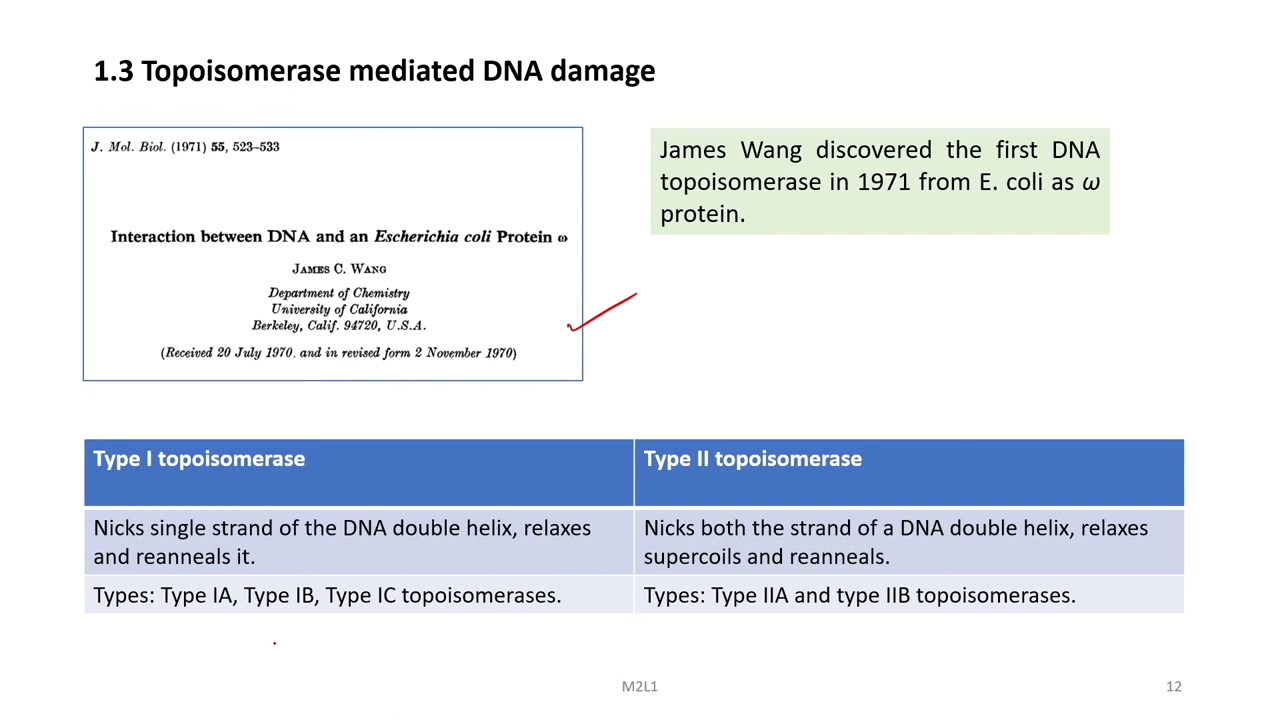 1.3 Topoisomerase mediated DNA damage
J. Mol. Biol. (1971) 55, 523–533
Interaction between DNA and an Escherichia coli Protein ω
JAMES C. WANG
Department of Chemistry
University of California
Berkeley, Calif. 94720, U.S.A.
(Received 20 July 1970, and in revised form 2 November 1970)
James Wang discovered the first DNA
topoisomerase in 1971 from E. coli as ω
protein.
Type I topoisomerase
Type II topoisomerase
Nicks single strand of the DNA double helix, relaxes
and reanneals it.
Nicks both the strand of a DNA double helix, relaxes
supercoils and reanneals.
Types: Type IA, Type IB, Type IC topoisomerases.
Types: Type IIA and type IIB topoisomerases.
M2L1
12